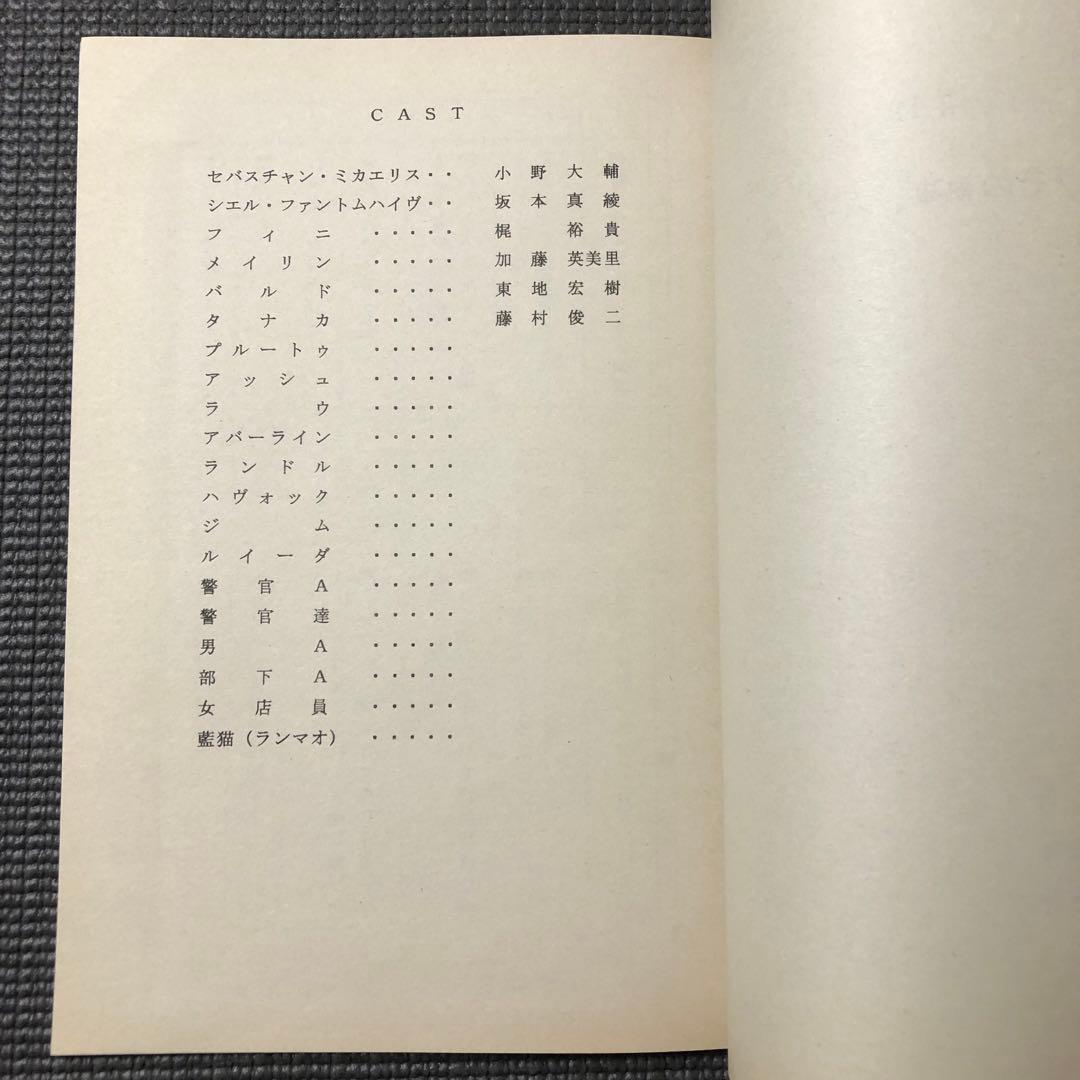 CAST
セバスチャン・ミカエリス・・ 小野大輔
シエル・ファントムハイヴ・・ 坂本真綾
フィニ ・・・・・ 梶裕貴
メイリン ・・・・・ 加藤英美里
バルド ・・・・・ 東地宏樹
タナカ ・・・・・ 藤村俊二
プルートゥ ・・・・・
アッシュ ・・・・・
ラウ ・・・・・
アバーライン ・・・・・
ランドル ・・・・・
ハヴォック ・・・・・
ジム ・・・・・
ルイーダ ・・・・・
警官A ・・・・・
警官達 ・・・・・
男A ・・・・・
部下A ・・・・・
女店員 ・・・・・
藍猫（ランマオ） ・・・・・